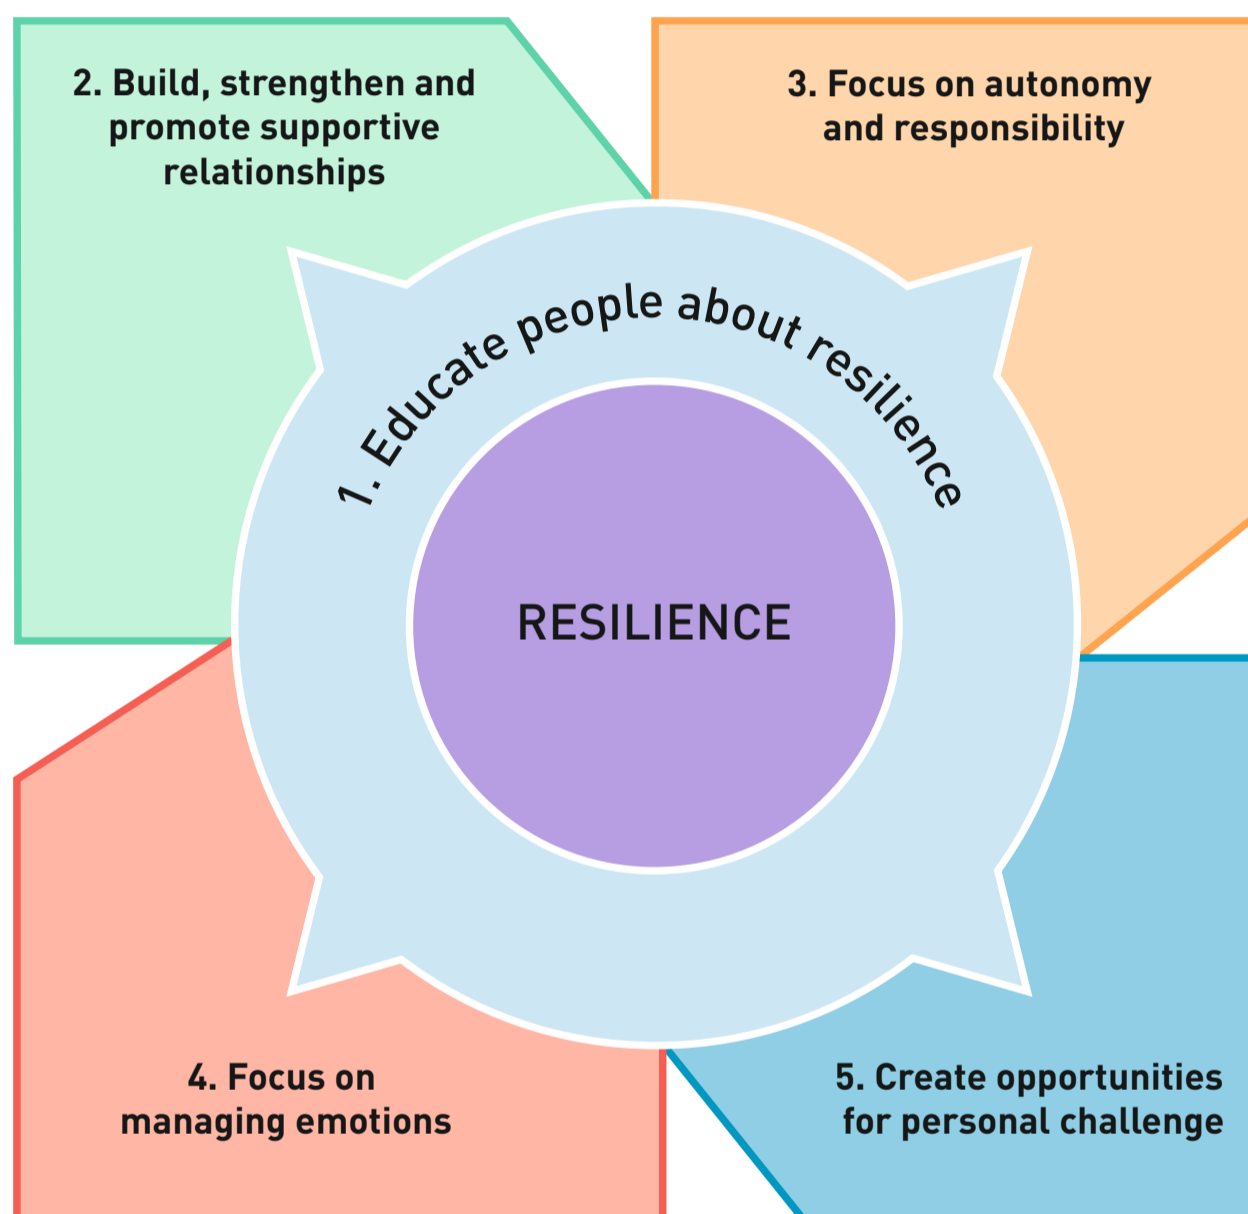 2. Build, strengthen and
promote supportive
relationships
3. Focus on autonomy
and responsibility
1. Educate people about resilience
RESILIENCE
4. Focus on
managing emotions
5. Create opportunities
for personal challenge